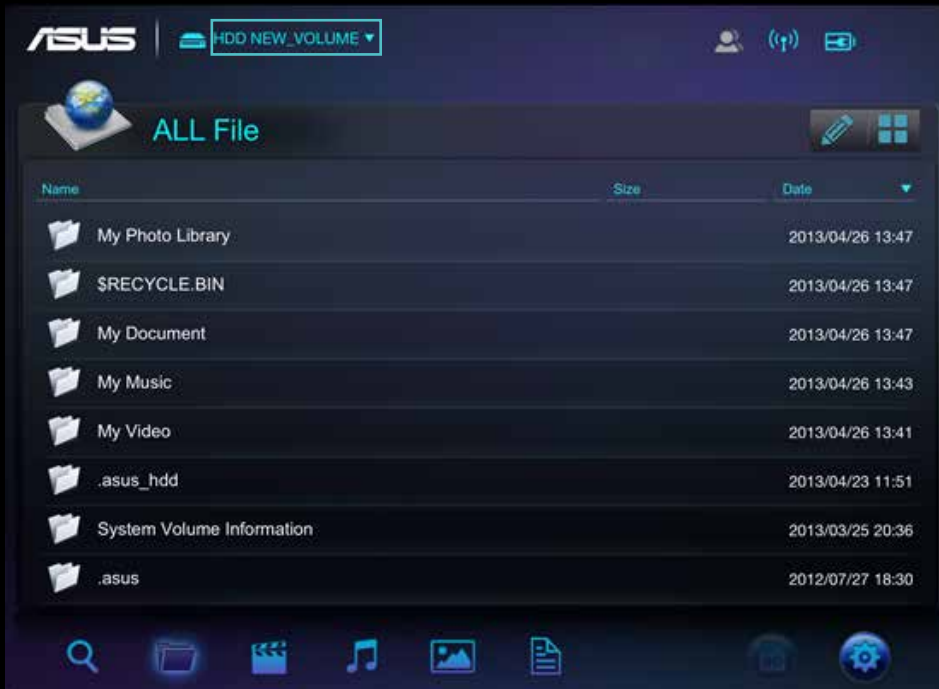 ASUS HDD NEW_VOLUME
ALL File
Name Size Date
My Photo Library 2013/04/26 13:47
$RECYCLE.BIN 2013/04/26 13:47
My Document 2013/04/26 13:47
My Music 2013/04/26 13:43
My Video 2013/04/26 13:41
.asus_hdd 2013/04/23 11:51
System Volume Information 2013/03/25 20:36
.asus 2012/07/27 18:30